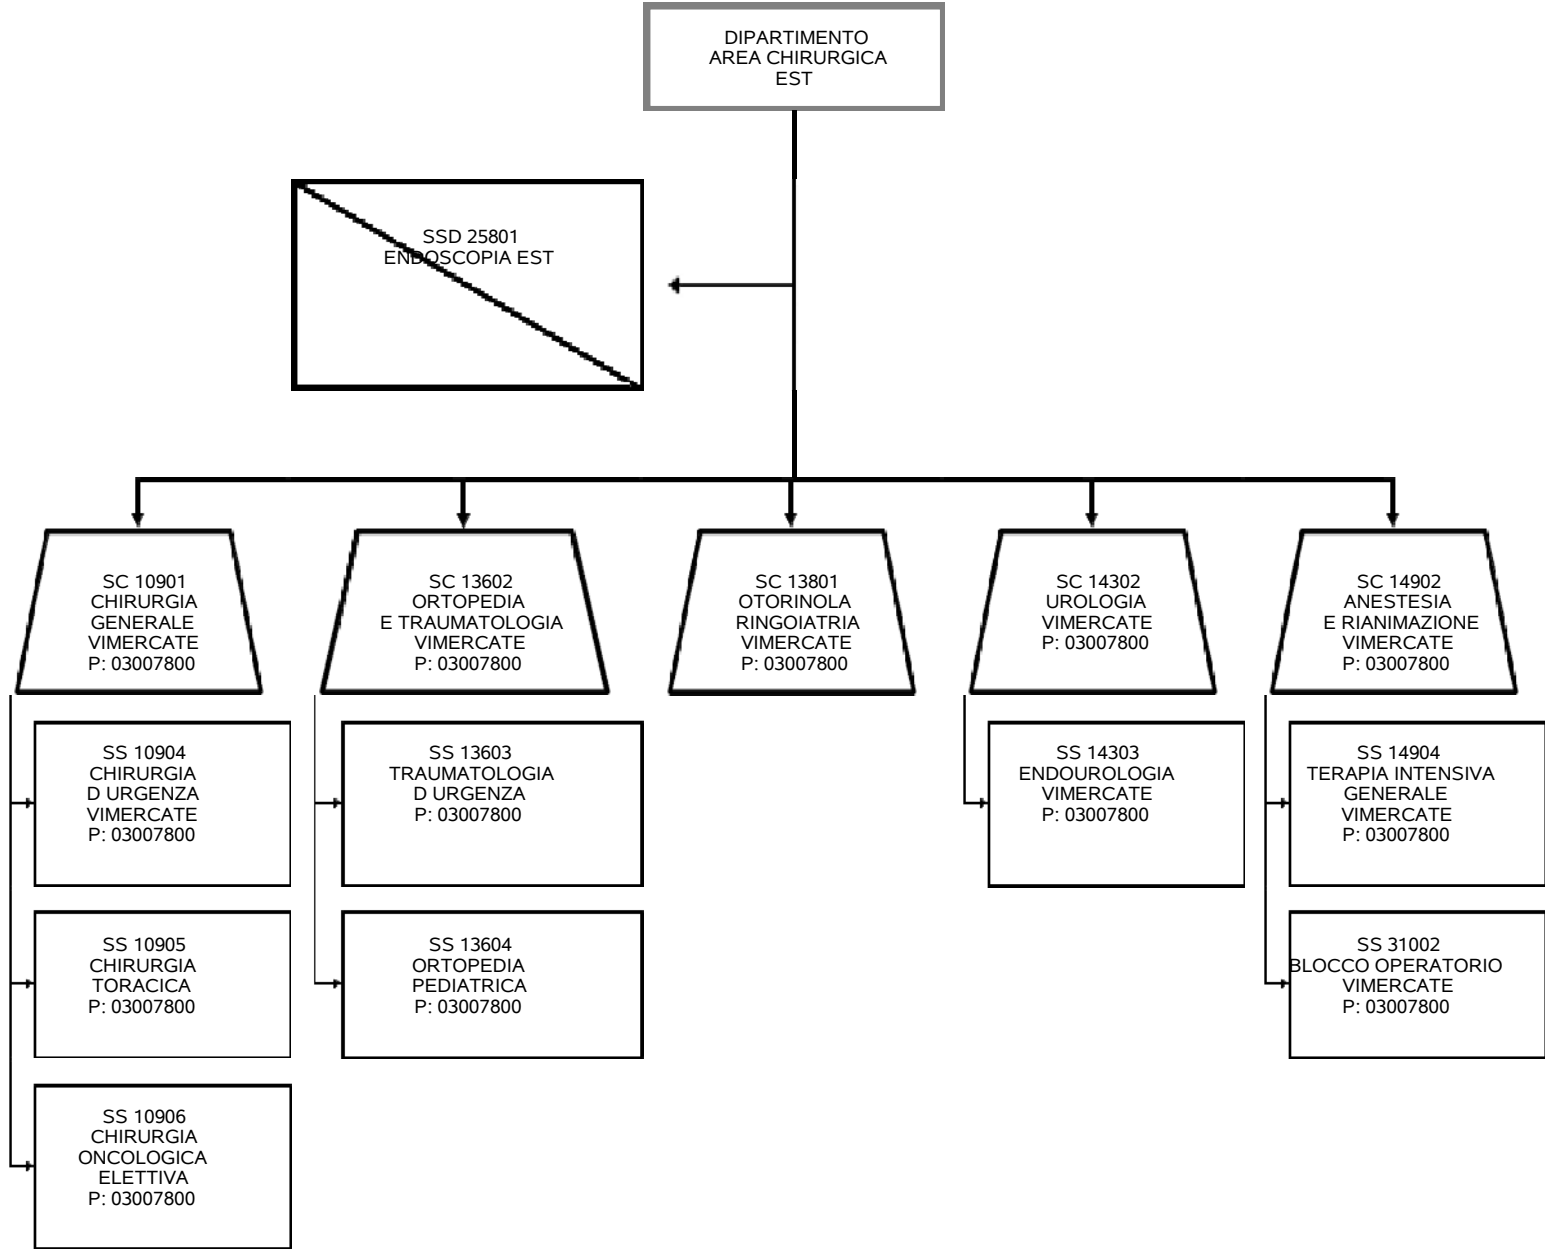 DIPARTIMENTO
AREA CHIRURGICA
EST
SSD 25801
ENDOSCOPIA EST
SC 10901
CHIRURGIA
GENERALE
VIMERCATE
P: 03007800
SC 13602
ORTOPEDIA
E TRAUMATOLOGIA
VIMERCATE
P: 03007800
SC 13801
OTORINOLA
RINGOIATRIA
VIMERCATE
P: 03007800
SC 14302
UROLOGIA
VIMERCATE
P: 03007800
SC 14902
ANESTESIA
E RIANIMAZIONE
VIMERCATE
P: 03007800
SS 10904
CHIRURGIA
D URGENZA
VIMERCATE
P: 03007800
SS 13603
TRAUMATOLOGIA
D URGENZA
P: 03007800
SS 14303
ENDOUROLOGIA
VIMERCATE
P: 03007800
SS 14904
TERAPIA INTENSIVA
GENERALE
VIMERCATE
P: 03007800
SS 10905
CHIRURGIA
TORACICA
P: 03007800
SS 13604
ORTOPEDIA
PEDIATRICA
P: 03007800
SS 31002
BLOCCO OPERATORIO
VIMERCATE
P: 03007800
SS 10906
CHIRURGIA
ONCOLOGICA
ELETTIVA
P: 03007800